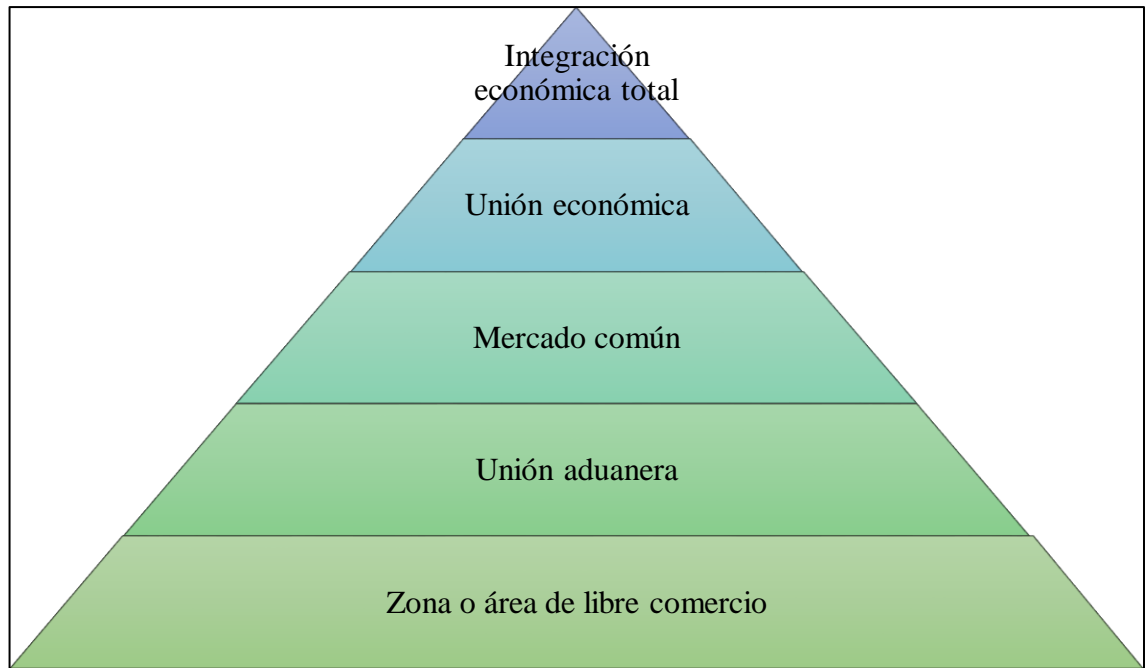 Integración
económica total
Unión económica
Mercado común
Unión aduanera
Zona o área de libre comercio